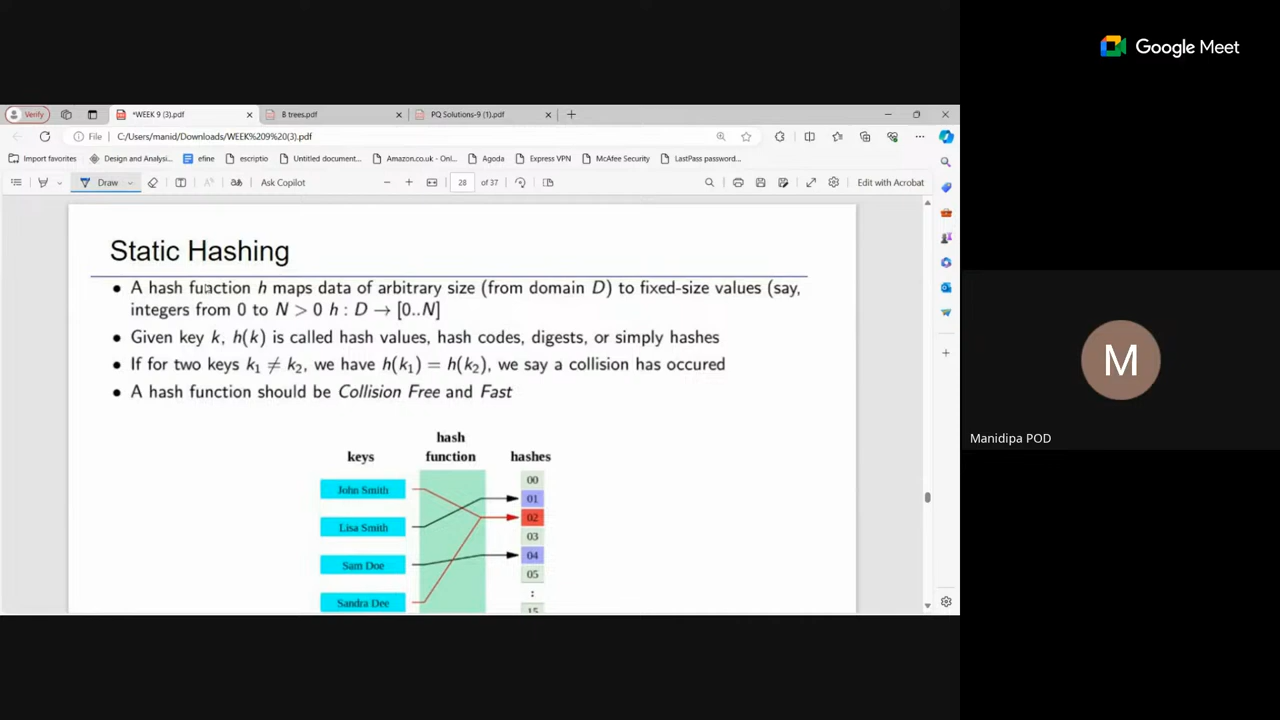 Google Meet
Verify
*WEEK 9 (3).pdf
B trees.pdf
PQ Solutions-9 (1).pdf
File
C:/Users/manid/Downloads/WEEK%209%20(3).pdf
Import favorites
Design and Analysi...
efine
escriptio
Untitled document...
Amazon.co.uk - Onl...
Agoda
Express VPN
McAfee Security
LastPass password...
Draw
Ask Copilot
28 of 37
Edit with Acrobat
Static Hashing
• A hash function h maps data of arbitrary size (from domain D) to fixed-size values (say,
integers from 0 to N > 0 h : D → [0..N]
• Given key k, h(k) is called hash values, hash codes, digests, or simply hashes
• If for two keys k₁ ≠ k₂, we have h(k₁) = h(k₂), we say a collision has occured
• A hash function should be Collision Free and Fast
hash
keys function hashes
John Smith
Lisa Smith
Sam Doe
Sandra Dee
00
01
02
03
04
05
:
15
M
Manidipa POD